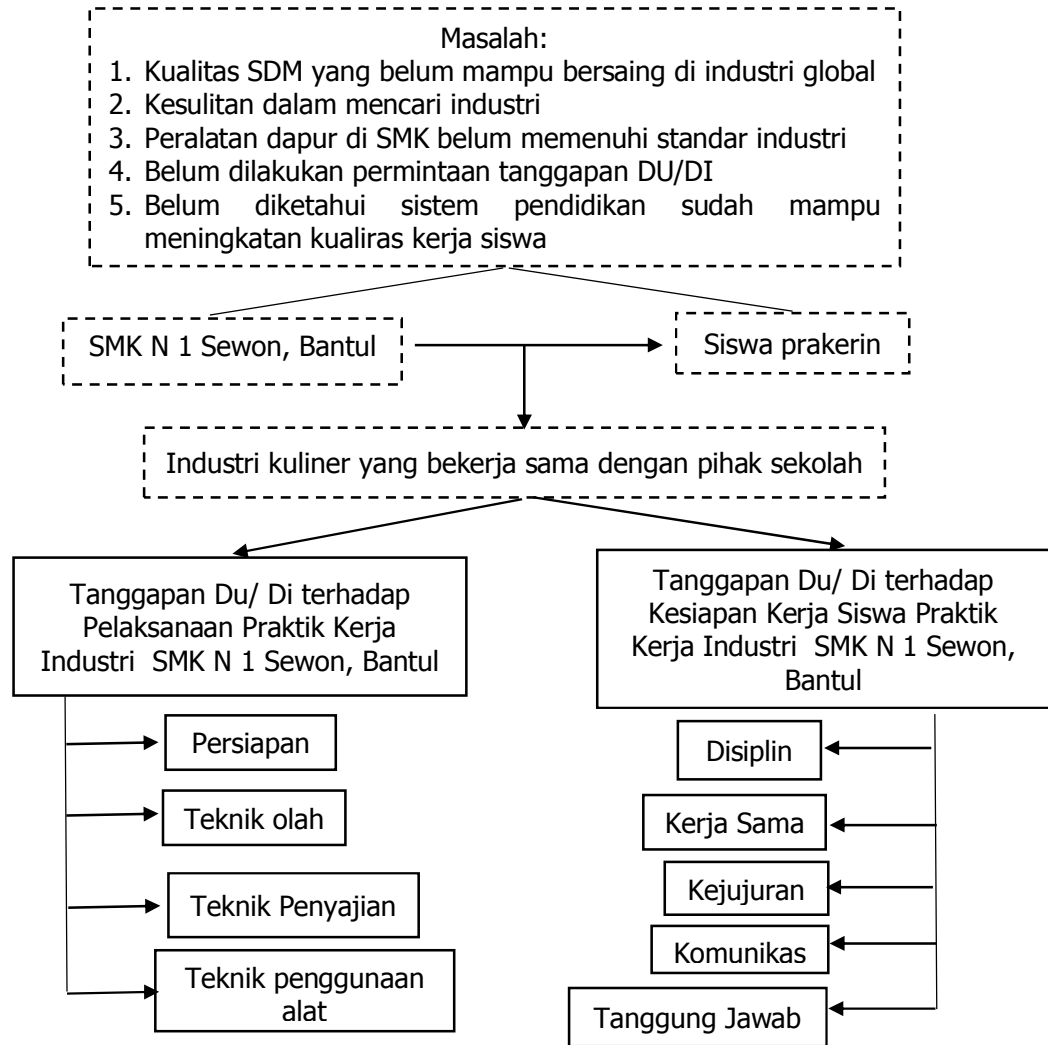 Masalah:
1. Kualitas SDM yang belum mampu bersaing di industri global
2. Kesulitan dalam mencari industri
3. Peralatan dapur di SMK belum memenuhi standar industri
4. Belum dilakukan permintaan tanggapan DU/DI
5. Belum diketahui sistem pendidikan sudah mampu
meningkatan kualiras kerja siswa
SMK N 1 Sewon, Bantul
Siswa prakerin
Industri kuliner yang bekerja sama dengan pihak sekolah
Tanggapan Du/ Di terhadap
Pelaksanaan Praktik Kerja
Industri SMK N 1 Sewon, Bantul
Persiapan
Teknik olah
Teknik Penyajian
Teknik penggunaan
alat
Tanggapan Du/ Di terhadap
Kesiapan Kerja Siswa Praktik
Kerja Industri SMK N 1 Sewon,
Bantul
Disiplin
Kerja Sama
Kejujuran
Komunikas
Tanggung Jawab